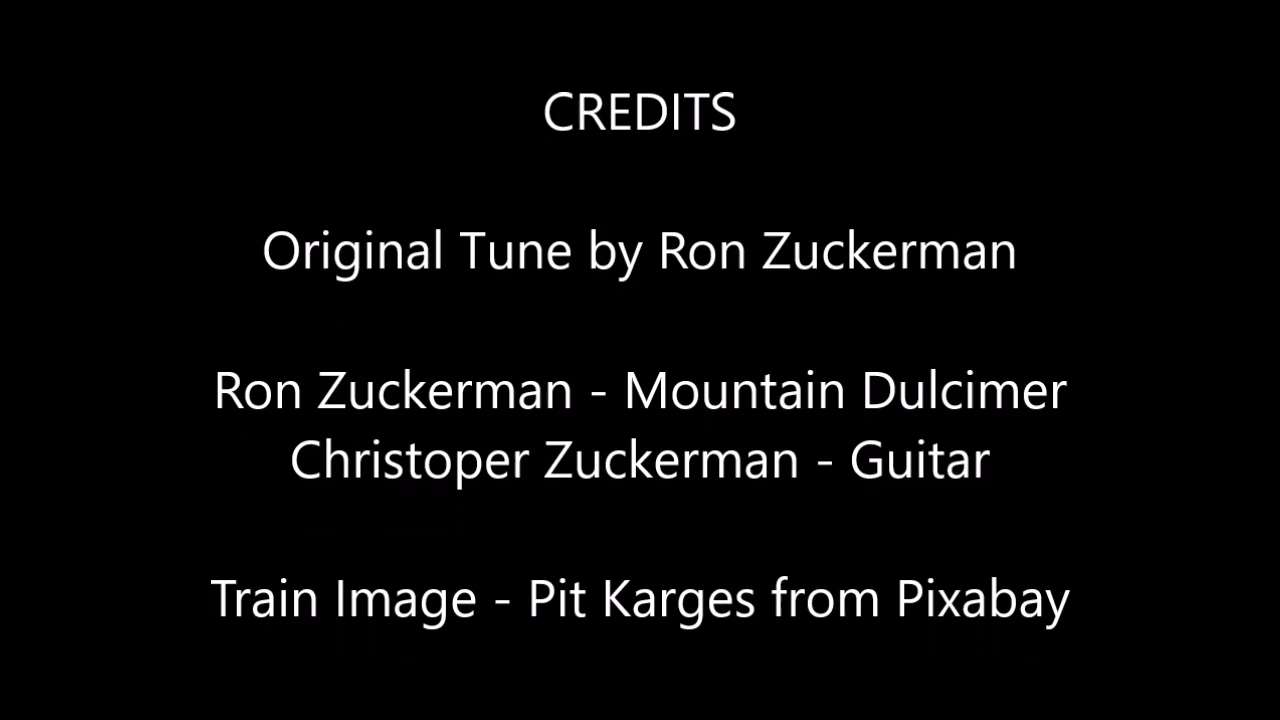 CREDITS
Original Tune by Ron Zuckerman
Ron Zuckerman - Mountain Dulcimer
Christoper Zuckerman - Guitar
Train Image - Pit Karges from Pixabay